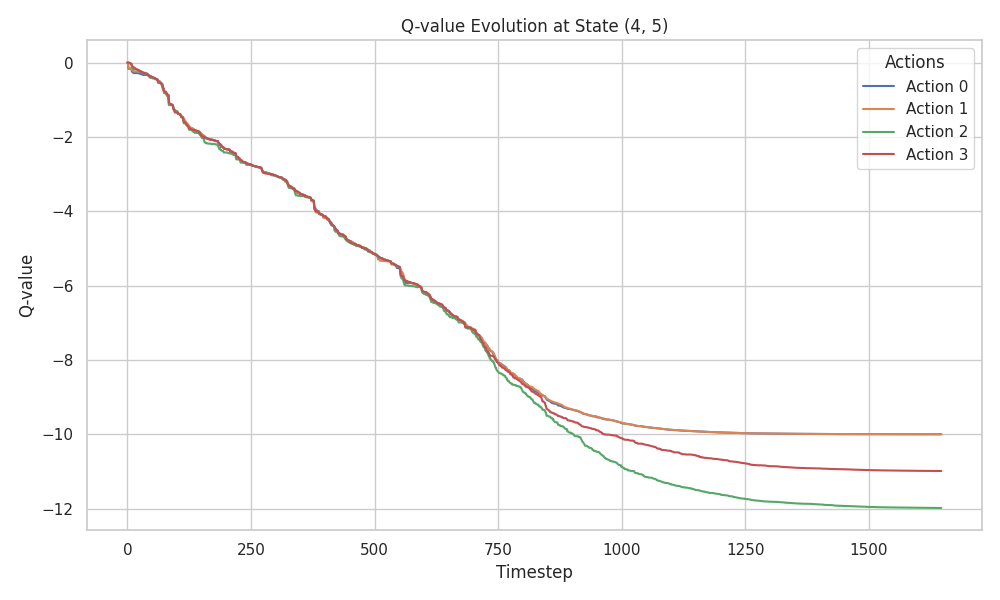 Q-value Evolution at State (4, 5)
Actions
Action 0
Action 1
Action 2
Action 3
Q-value
0
−2
−4
−6
−8
−10
−12
0 250 500 750 1000 1250 1500
Timestep